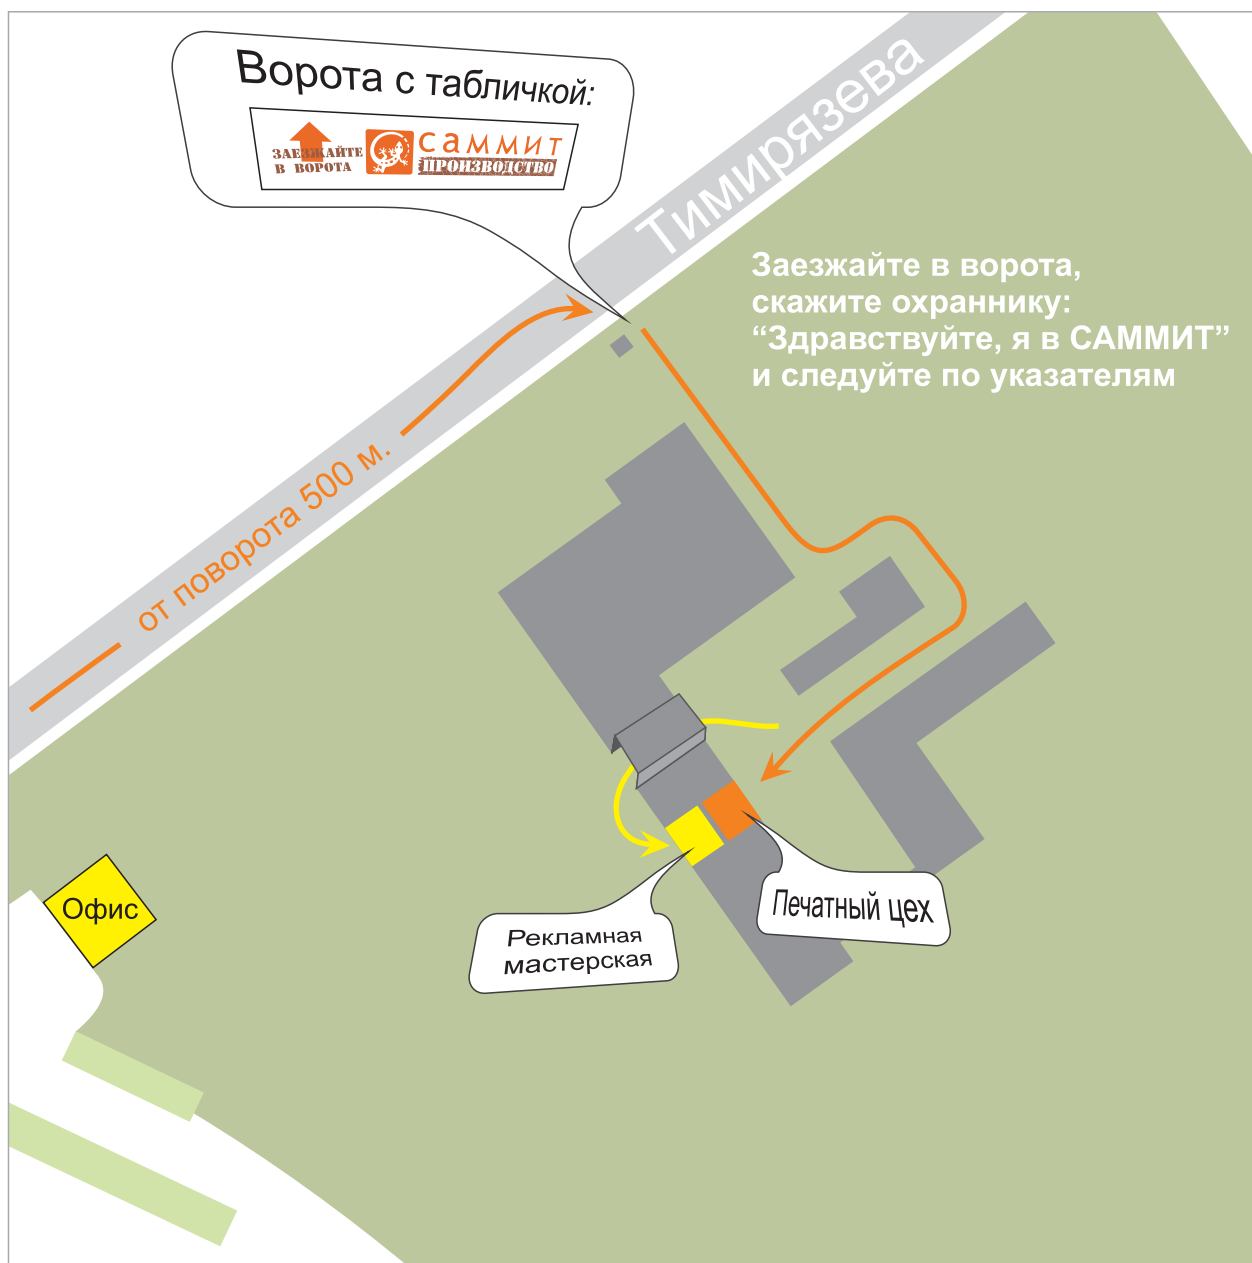 Ворота с табличкой:
ЗАЕЗЖАЙТЕ
В ВОРОТА
саммит
ПРОИЗВОДСТВО
Тимирязева
Заезжайте в ворота,
скажите охраннику:
“Здравствуйте, я в САММИТ”
и следуйте по указателям
от поворота 500 м.
Офис
Печатный цех
Рекламная
мастерская